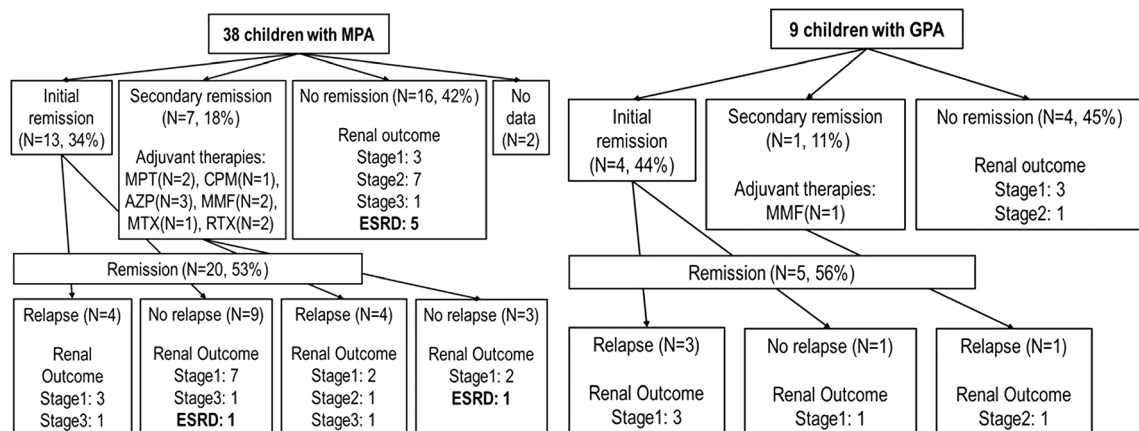 38 children with MPA
Initial
remission
(N=13, 34%)
Secondary remission
(N=7, 18%)
Adjuvant therapies:
MPT(N=2), CPM(N=1),
AZP(N=3), MMF(N=2),
MTX(N=1), RTX(N=2)
No remission (N=16, 42%)
Renal outcome
Stage1: 3
Stage2: 7
Stage3: 1
ESRD: 5
No
data
(N=2)
Remission (N=20, 53%)
Relapse (N=4)
Renal
Outcome
Stage1: 3
Stage3: 1
No relapse (N=9)
Renal Outcome
Stage1: 7
Stage3: 1
ESRD: 1
Relapse (N=4)
Renal Outcome
Stage1: 2
Stage2: 1
Stage3: 1
No relapse (N=3)
Renal Outcome
Stage1: 2
ESRD: 1
9 children with GPA
Initial
remission
(N=4, 44%)
Secondary remission
(N=1, 11%)
Adjuvant therapies:
MMF(N=1)
No remission (N=4, 45%)
Renal outcome
Stage1: 3
Stage2: 1
Remission (N=5, 56%)
Relapse (N=3)
Renal Outcome
Stage1: 3
No relapse (N=1)
Renal Outcome
Stage1: 1
Relapse (N=1)
Renal Outcome
Stage2: 1